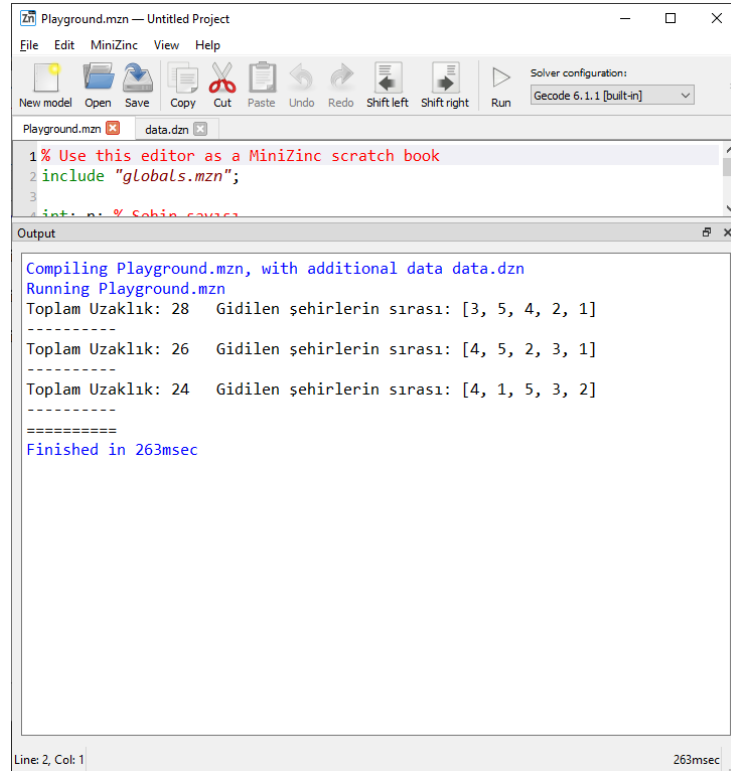 Playground.mzn — Untitled Project
File Edit MiniZinc View Help
New model Open Save Copy Cut Paste Undo Redo Shift left Shift right Run
Solver configuration:
Gecode 6.1.1 [built-in]
Playground.mzn data.dzn
1 % Use this editor as a MiniZinc scratch book
2 include "globals.mzn";
3
4 int: n; % Şehir sayısı
Output
Compiling Playground.mzn, with additional data data.dzn
Running Playground.mzn
Toplam Uzaklık: 28 Gidilen şehirlerin sırası: [3, 5, 4, 2, 1]
----------
Toplam Uzaklık: 26 Gidilen şehirlerin sırası: [4, 5, 2, 3, 1]
----------
Toplam Uzaklık: 24 Gidilen şehirlerin sırası: [4, 1, 5, 3, 2]
----------
==========
Finished in 263msec
Line: 2, Col: 1 263msec